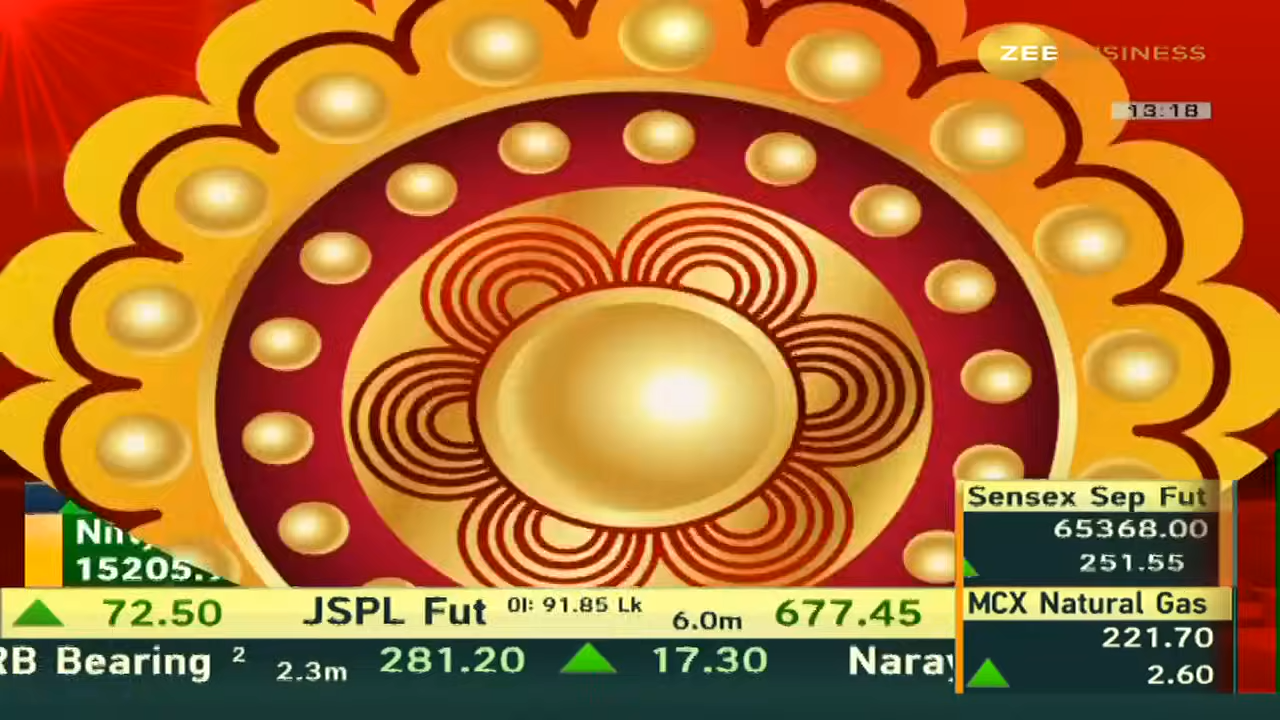 ZEE BUSINESS
13:18
Sensex Sep Fut
65368.00
251.55
MCX Natural Gas
221.70
2.60
15205.
72.50 JSPL Fut OI: 91.85 Lk 6.0m 677.45
RB Bearing 2 2.3m 281.20 17.30